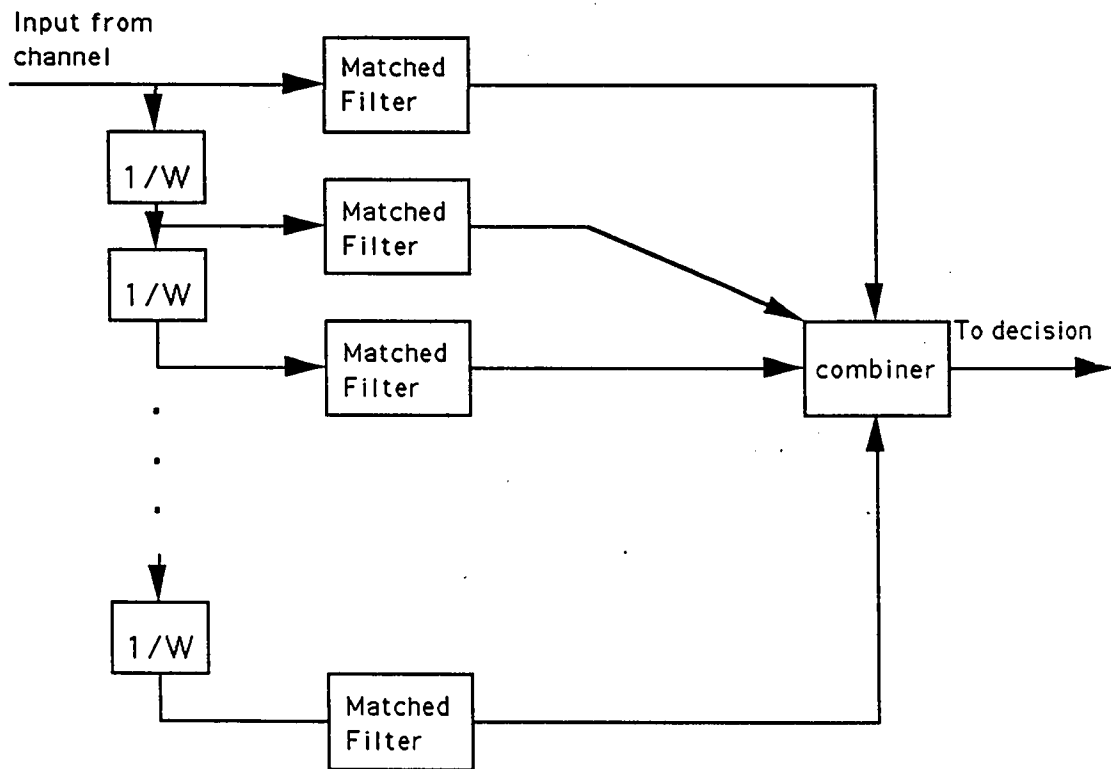 Input from
channel
Matched
Filter
1/W
Matched
Filter
1/W
Matched
Filter
To decision
combiner
1/W
Matched
Filter